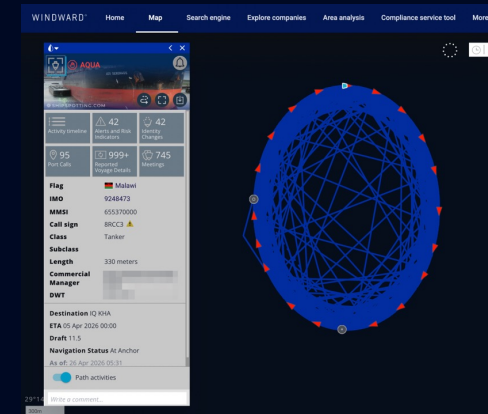 WINDWARD
Home
Map
Search engine
Explore companies
Area analysis
Compliance service tool
More
AQUA
SHIPSPOTTING.COM
Activity timeline
42
Alerts and Risk Indicators
42
Identity Changes
95
Port Calls
999+
Reported Voyage Details
745
Meetings
Flag Malawi
IMO 9248473
MMSI 655370000
Call sign 8RCC3
Class Tanker
Subclass
Length 330 meters
Commercial Manager
DWT
Destination IQ KHA
ETA 05 Apr 2026 00:00
Draft 11.5
Navigation Status At Anchor
As of: 26 Apr 2026 05:31
Path activities
Write a comment...
29°14